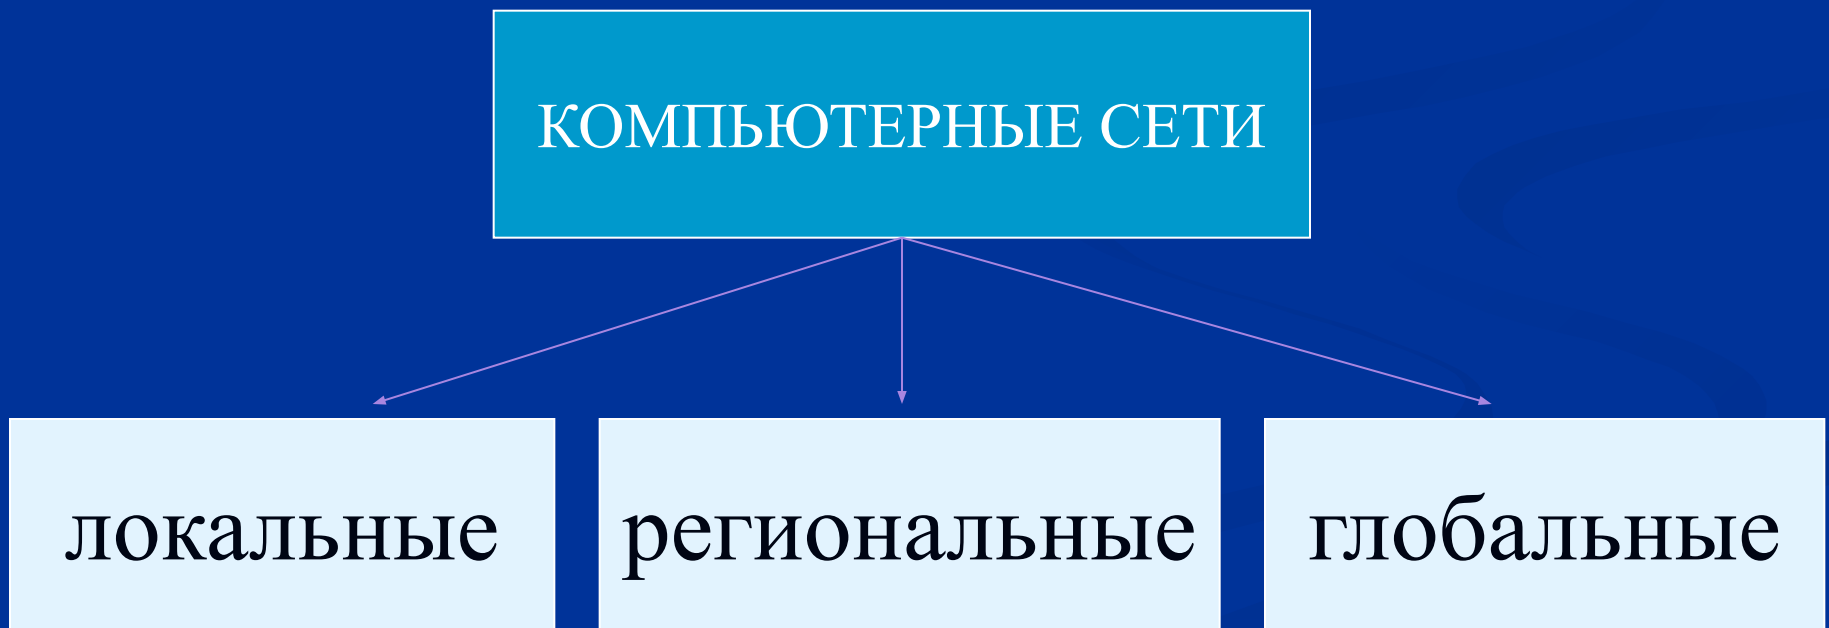 КОМПЬЮТЕРНЫЕ СЕТИ
локальные
региональные
глобальные